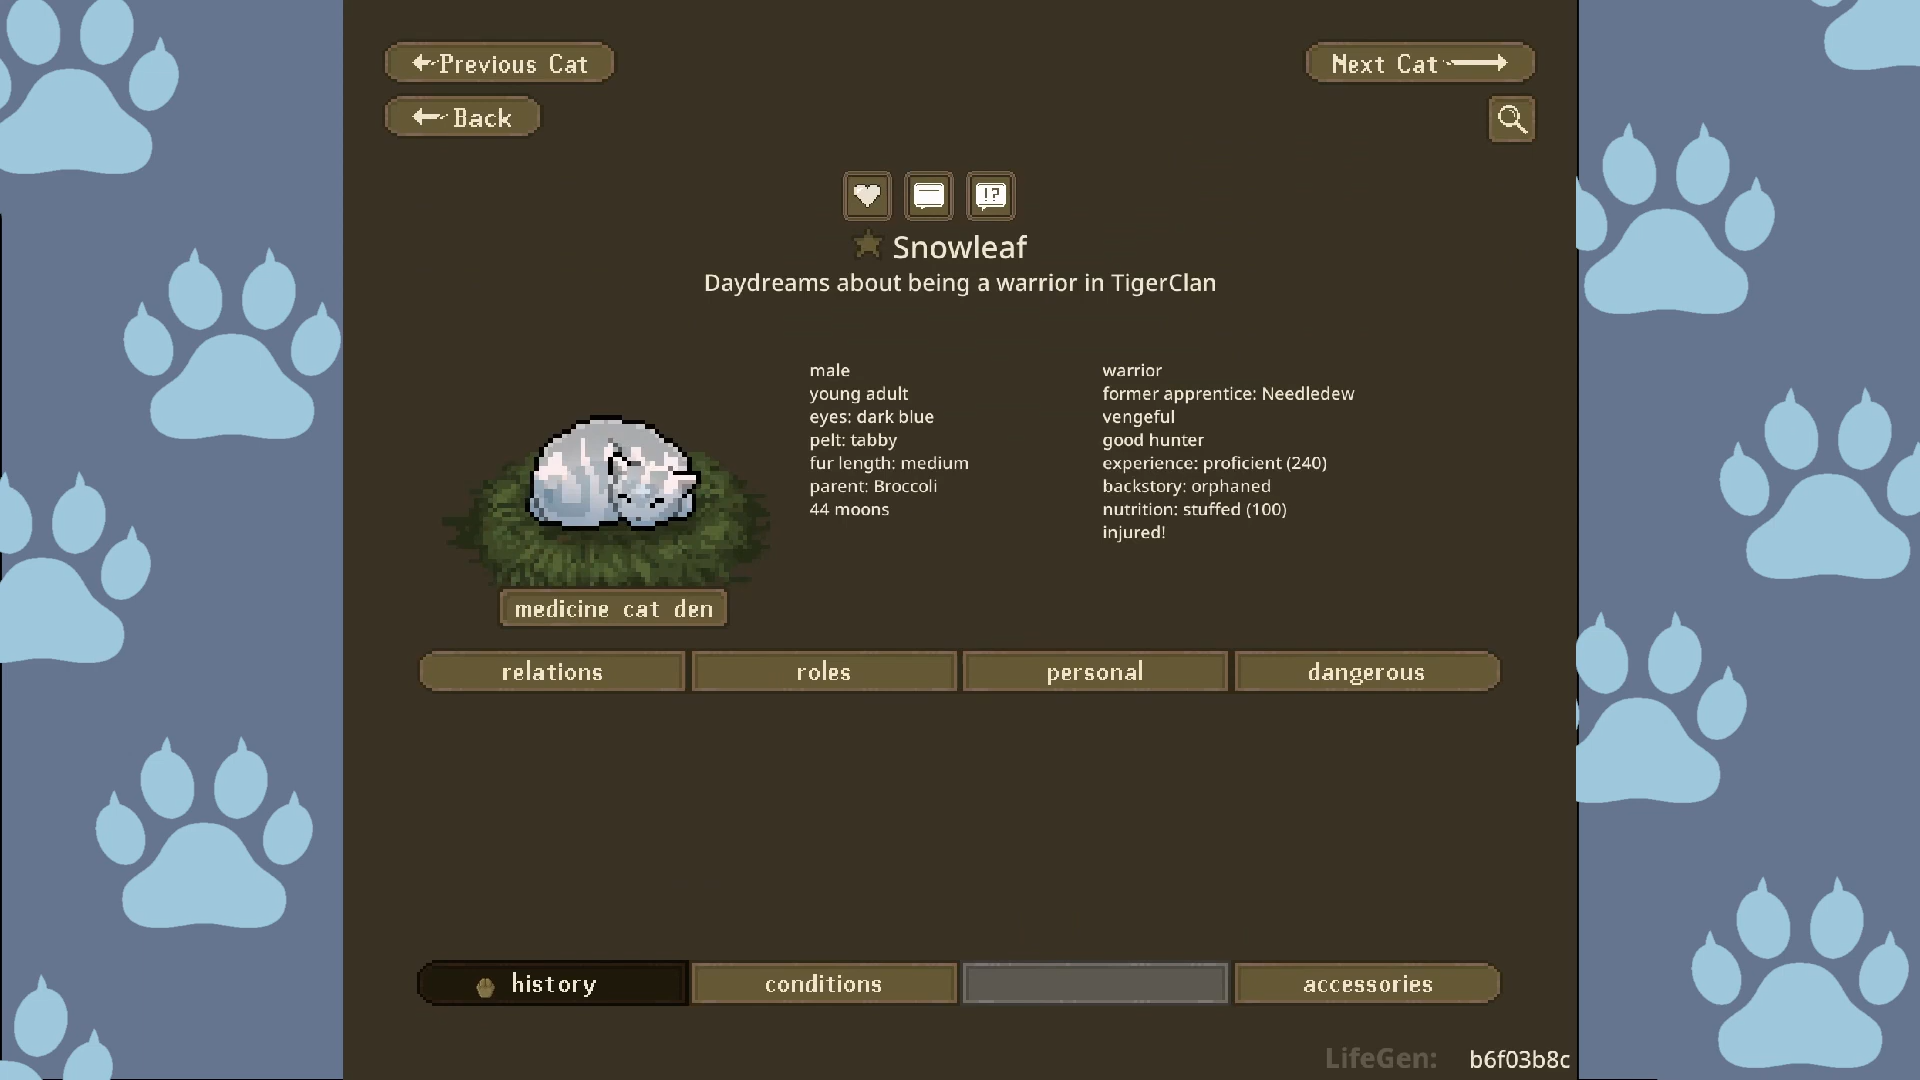 Previous Cat
Next Cat
Back
!?
Snowleaf
Daydreams about being a warrior in TigerClan
male
young adult
eyes: dark blue
pelt: tabby
fur length: medium
parent: Broccoli
44 moons
warrior
former apprentice: Needledew
vengeful
good hunter
experience: proficient (240)
backstory: orphaned
nutrition: stuffed (100)
injured!
medicine cat den
relations
roles
personal
dangerous
history
conditions
accessories
LifeGen: b6f03b8c